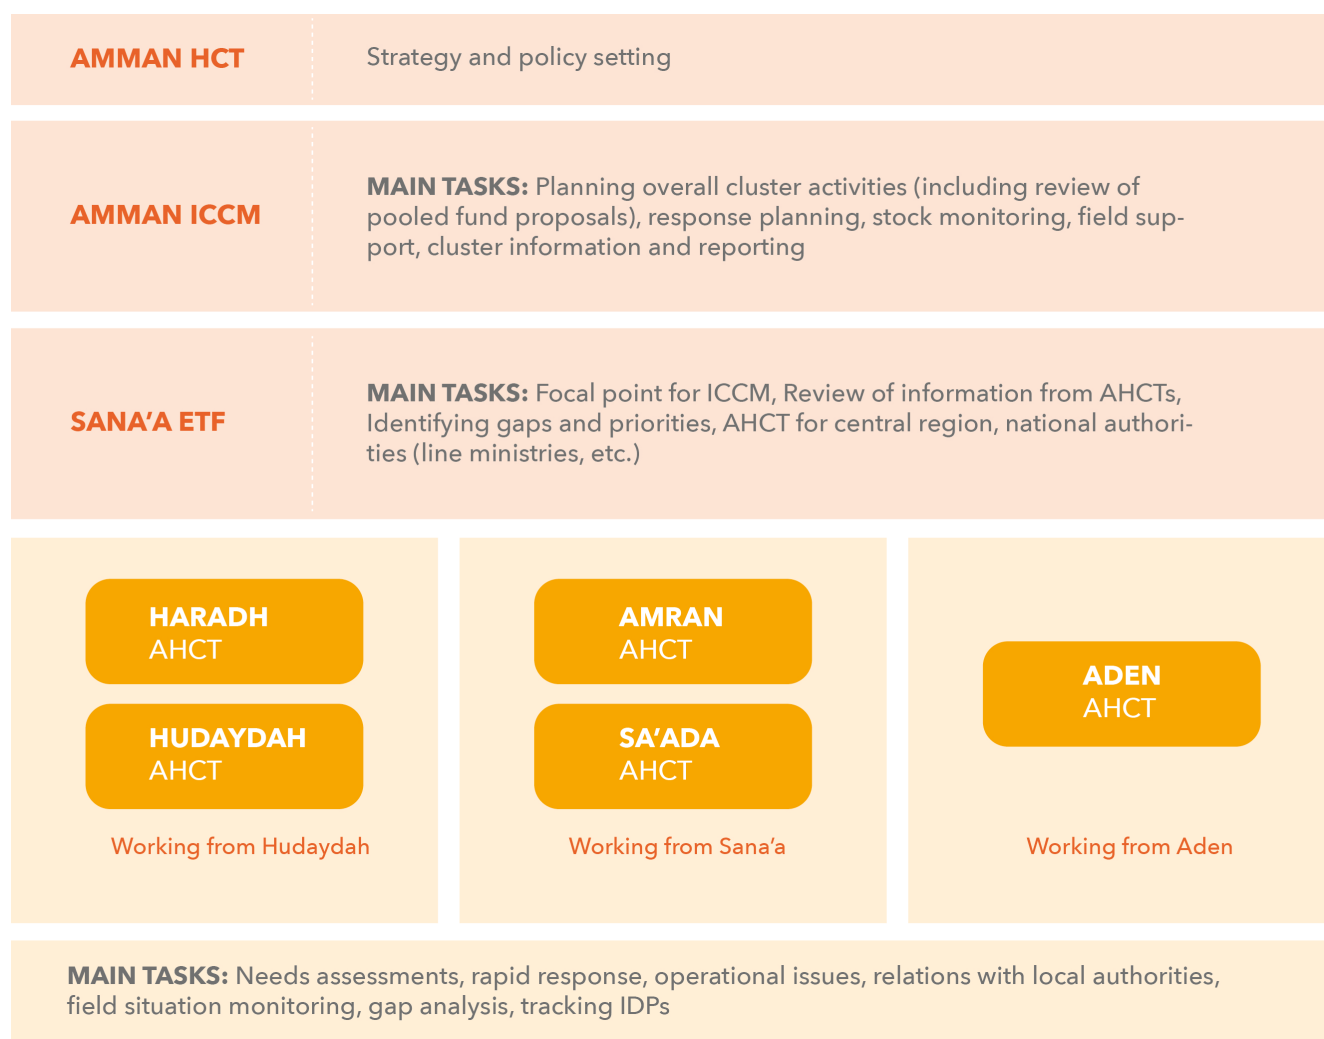 AMMAN HCT
Strategy and policy setting
AMMAN ICCM
MAIN TASKS: Planning overall cluster activities (including review of
pooled fund proposals), response planning, stock monitoring, field sup-
port, cluster information and reporting
SANA’A ETF
MAIN TASKS: Focal point for ICCM, Review of information from AHCTs,
Identifying gaps and priorities, AHCT for central region, national authori-
ties (line ministries, etc.)
HARADH
AHCT
HUDAYDAH
AHCT
Working from Hudaydah
AMRAN
AHCT
SA’ADA
AHCT
Working from Sana’a
ADEN
AHCT
Working from Aden
MAIN TASKS: Needs assessments, rapid response, operational issues, relations with local authorities,
field situation monitoring, gap analysis, tracking IDPs